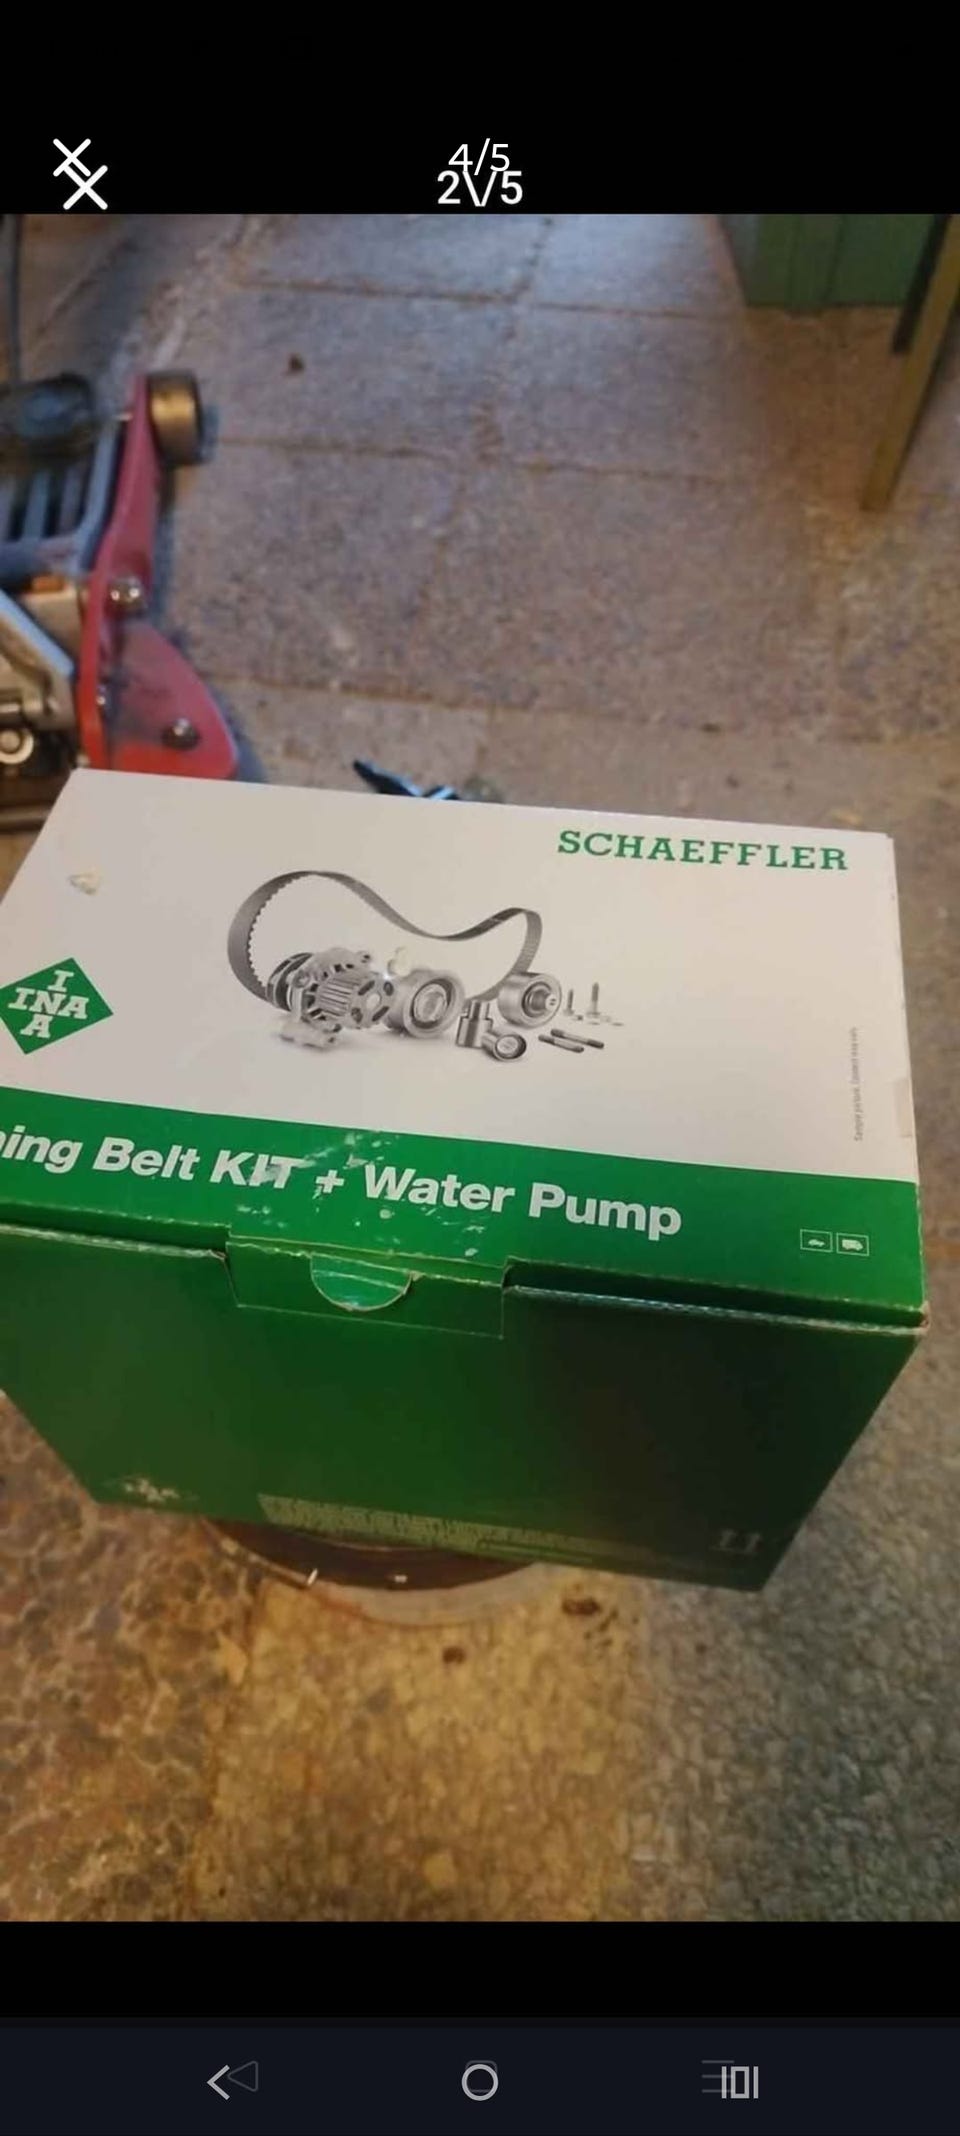 4/5
2\/5
SCHAEFFLER
I
INA
A
ing Belt KIT + Water Pump